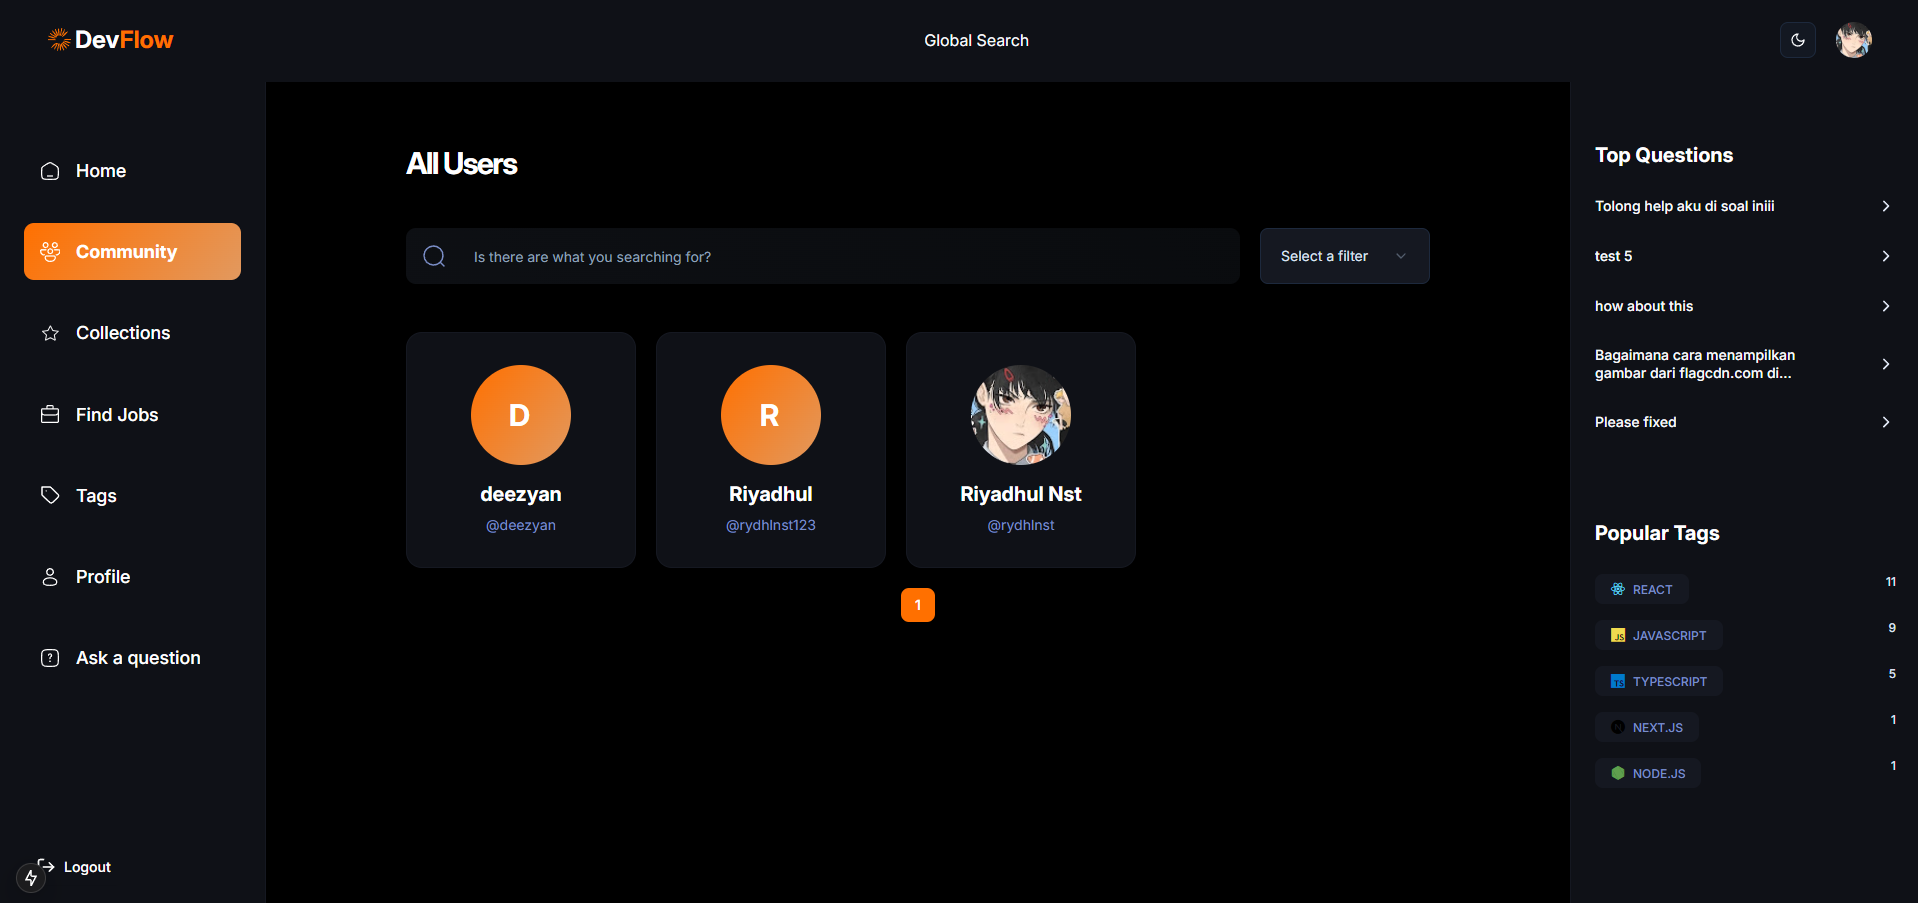 DevFlow
Global Search
Home
Community
Collections
Find Jobs
Tags
Profile
Ask a question
Logout
All Users
Is there are what you searching for?
Select a filter
D
deezyan
@deezyan
R
Riyadhul
@rydhlnst123
Riyadhul Nst
@rydhlnst
1
Top Questions
Tolong help aku di soal iniii
test 5
how about this
Bagaimana cara menampilkan
gambar dari flagcdn.com di...
Please fixed
Popular Tags
REACT 11
JS JAVASCRIPT 9
TS TYPESCRIPT 5
NEXT.JS 1
NODE.JS 1